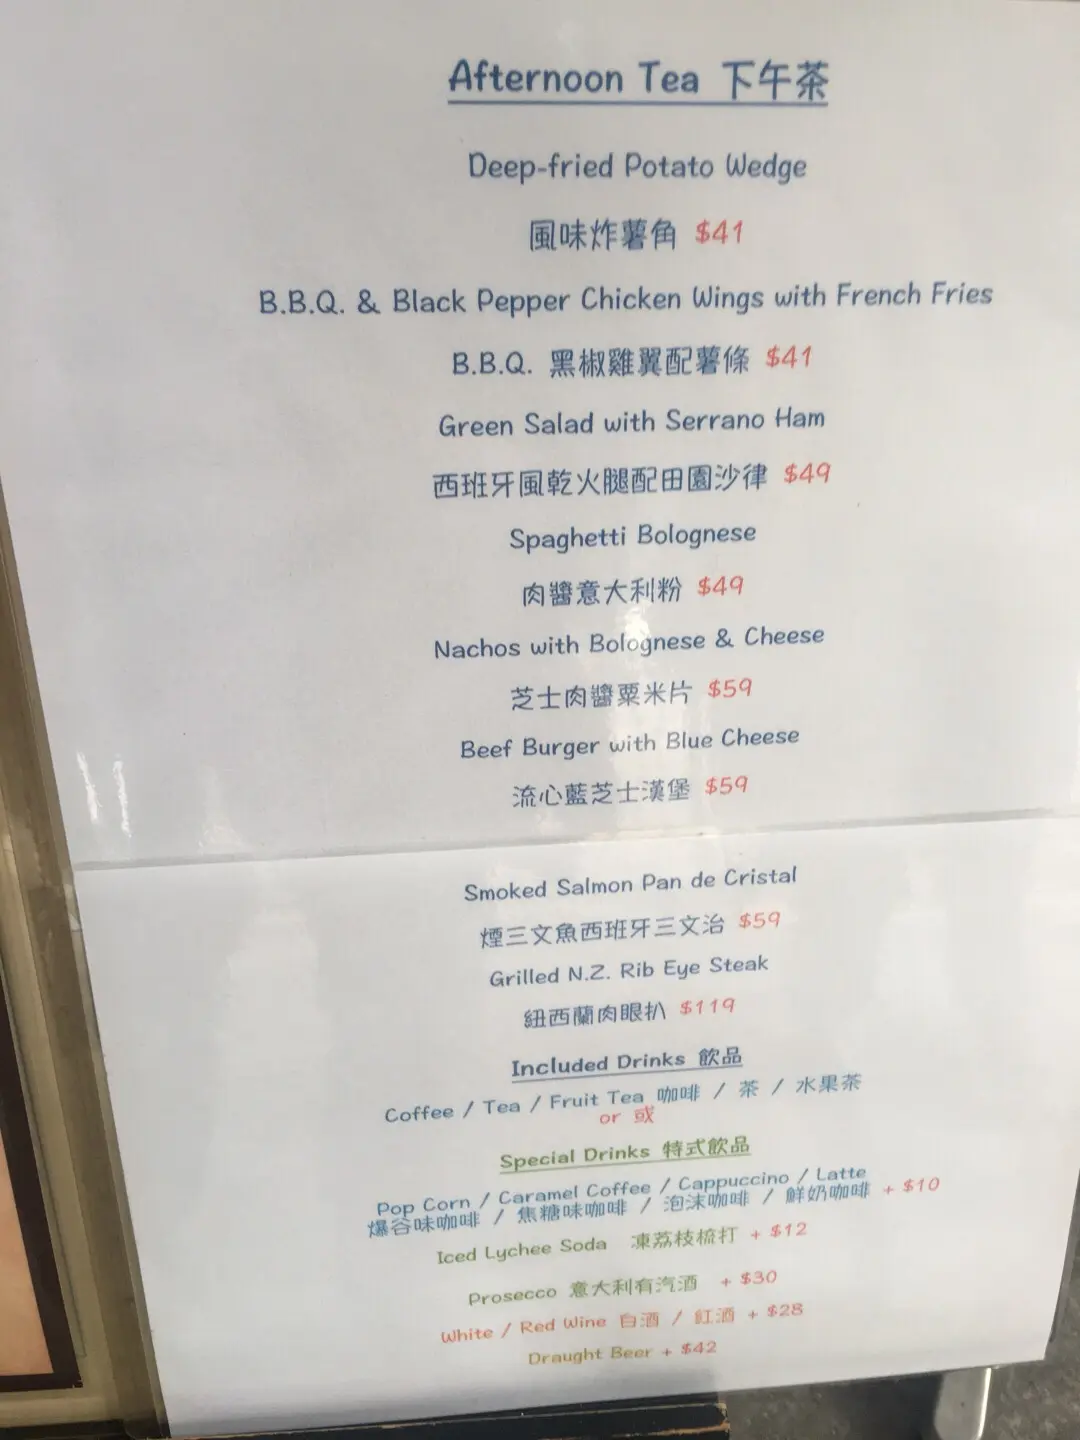 Afternoon Tea 下午茶
Deep-fried Potato Wedge
風味炸薯角 $41
B.B.Q. & Black Pepper Chicken Wings with French Fries
B.B.Q. 黑椒雞翼配薯條 $41
Green Salad with Serrano Ham
西班牙風乾火腿配田園沙律 $49
Spaghetti Bolognese
肉醬意大利粉 $49
Nachos with Bolognese & Cheese
芝士肉醬粟米片 $59
Beef Burger with Blue Cheese
流心藍芝士漢堡 $59
Smoked Salmon Pan de Cristal
煙三文魚西班牙三文治 $59
Grilled N.Z. Rib Eye Steak
紐西蘭肉眼扒 $119
Included Drinks 飲品
Coffee / Tea / Fruit Tea 咖啡 / 茶 / 水果茶
or 或
Special Drinks 特式飲品
Pop Corn / Caramel Coffee / Cappuccino / Latte
爆谷味咖啡 / 焦糖味咖啡 / 泡沫咖啡 / 鮮奶咖啡 + $10
Iced Lychee Soda 凍荔枝梳打 + $12
Prosecco 意大利有汽酒 + $30
White / Red Wine 白酒 / 紅酒 + $28
Draught Beer + $42